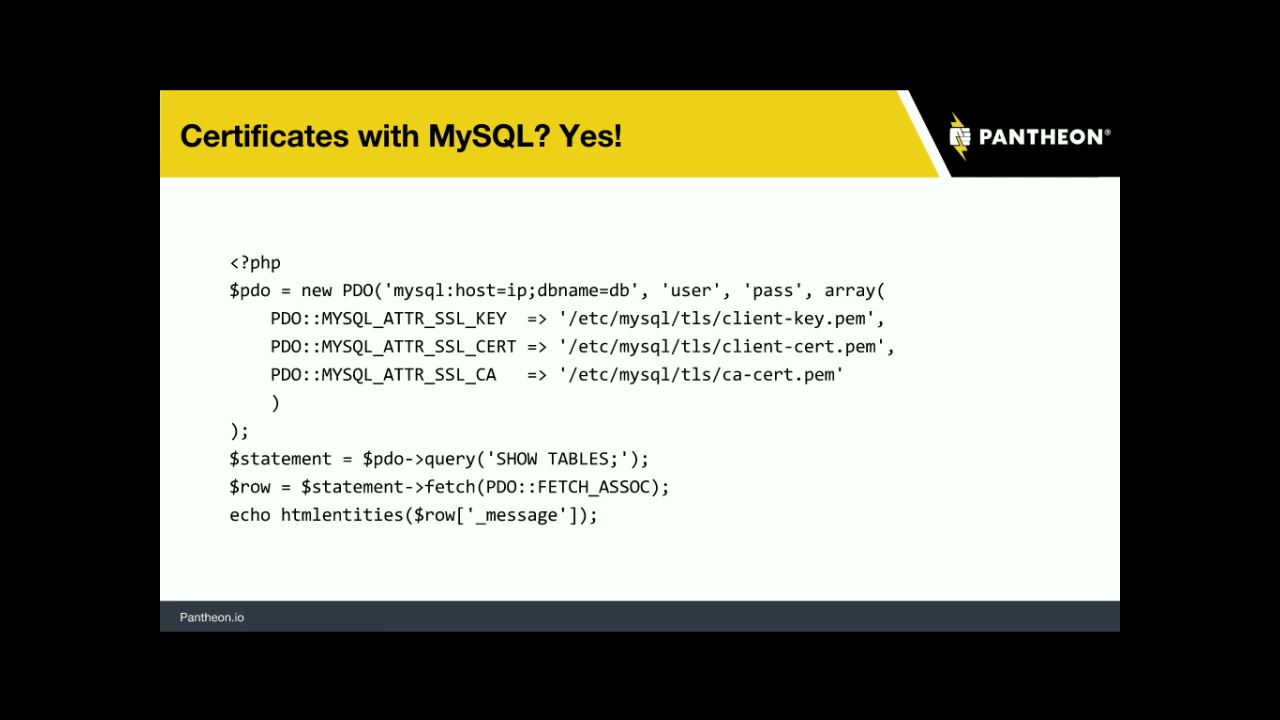 Certificates with MySQL? Yes!
PANTHEON®
<?php
$pdo = new PDO('mysql:host=ip;dbname=db', 'user', 'pass', array(
    PDO::MYSQL_ATTR_SSL_KEY  => '/etc/mysql/tls/client-key.pem',
    PDO::MYSQL_ATTR_SSL_CERT => '/etc/mysql/tls/client-cert.pem',
    PDO::MYSQL_ATTR_SSL_CA   => '/etc/mysql/tls/ca-cert.pem'
    )
);
$statement = $pdo->query('SHOW TABLES;');
$row = $statement->fetch(PDO::FETCH_ASSOC);
echo htmlentities($row['_message']);
Pantheon.io